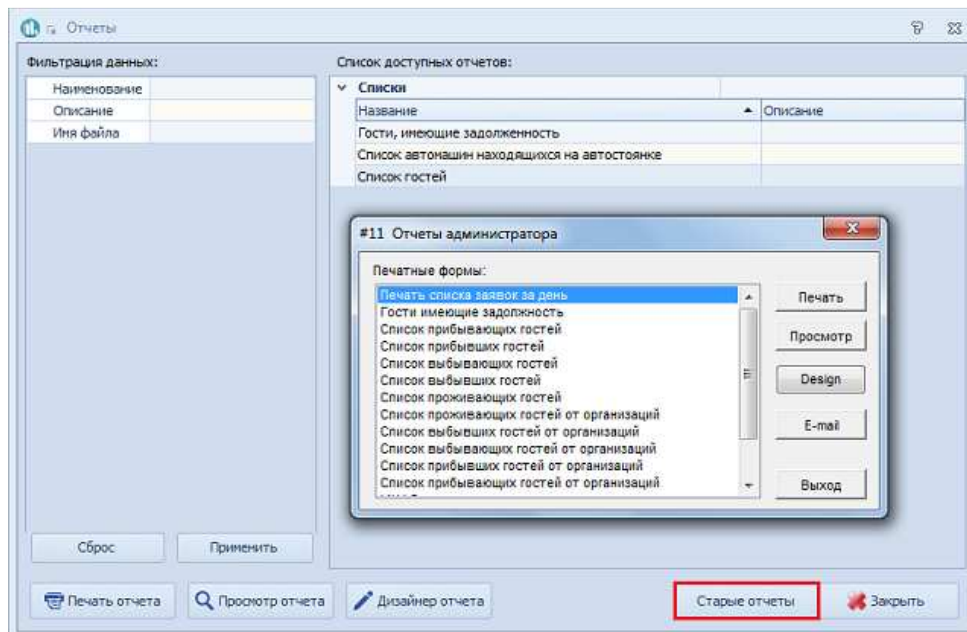 Отчеты
Фильтрация данных:
Наименование
Описание
Имя файла
Список доступных отчетов:
Списки
Название Описание
Гости, имеющие задолженность
Список автомашин находящихся на автостоянке
Список гостей
#11 Отчеты администратора
Печатные формы:
Печать списка заявок за день
Гости имеющие задолжность
Список прибывающих гостей
Список прибывших гостей
Список выбывающих гостей
Список выбывших гостей
Список проживающих гостей
Список проживающих гостей от организаций
Список выбывших гостей от организаций
Список выбывающих гостей от организаций
Список прибывших гостей от организаций
Список прибывающих гостей от организаций
Печать
Просмотр
Design
E-mail
Выход
Сброс Применить
Печать отчета Просмотр отчета Дизайнер отчета Старые отчеты Закрыть